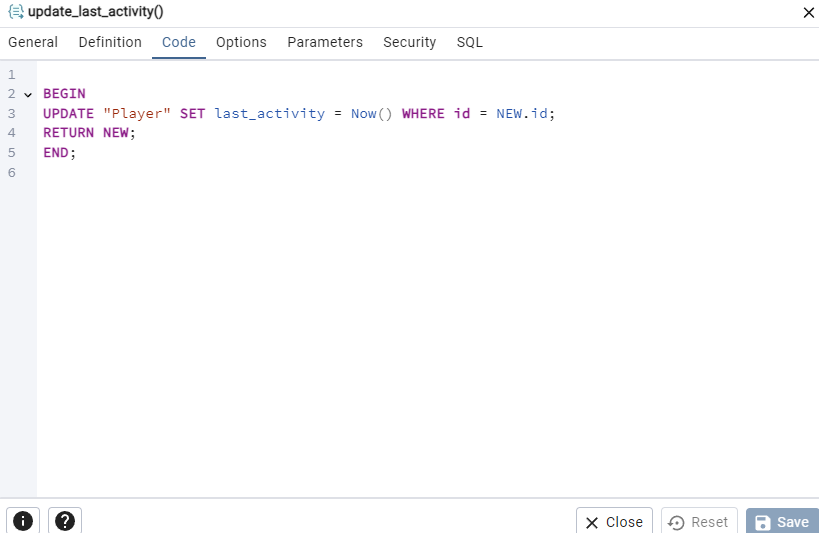 update_last_activity()
General Definition Code Options Parameters Security SQL
1
2 BEGIN
3 UPDATE "Player" SET last_activity = Now() WHERE id = NEW.id;
4 RETURN NEW;
5 END;
6
Close Reset Save